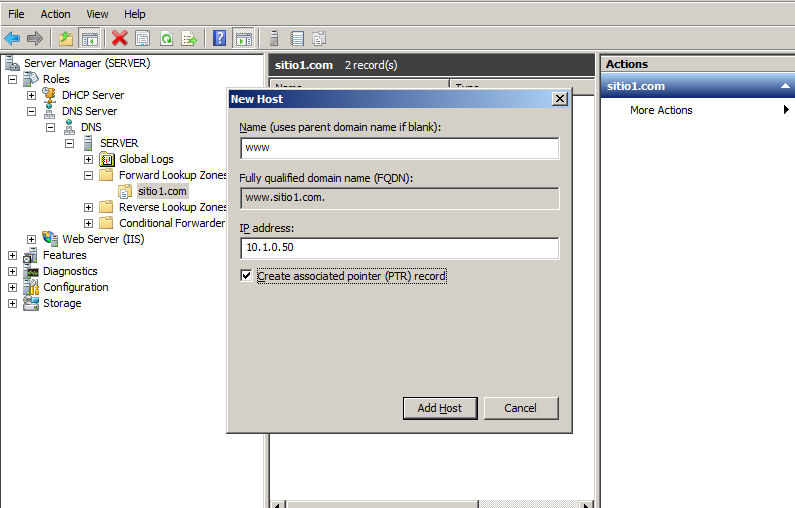 File Action View Help
Server Manager (SERVER)
Roles
DHCP Server
DNS Server
DNS
SERVER
Global Logs
Forward Lookup Zones
sitio1.com
Reverse Lookup Zones
Conditional Forwarder
Web Server (IIS)
Features
Diagnostics
Configuration
Storage
sitio1.com 2 record(s)
Name Type
New Host
Name (uses parent domain name if blank):
www
Fully qualified domain name (FQDN):
www.sitio1.com.
IP address:
10.1.0.50
Create associated pointer (PTR) record
Add Host Cancel
Actions
sitio1.com
More Actions